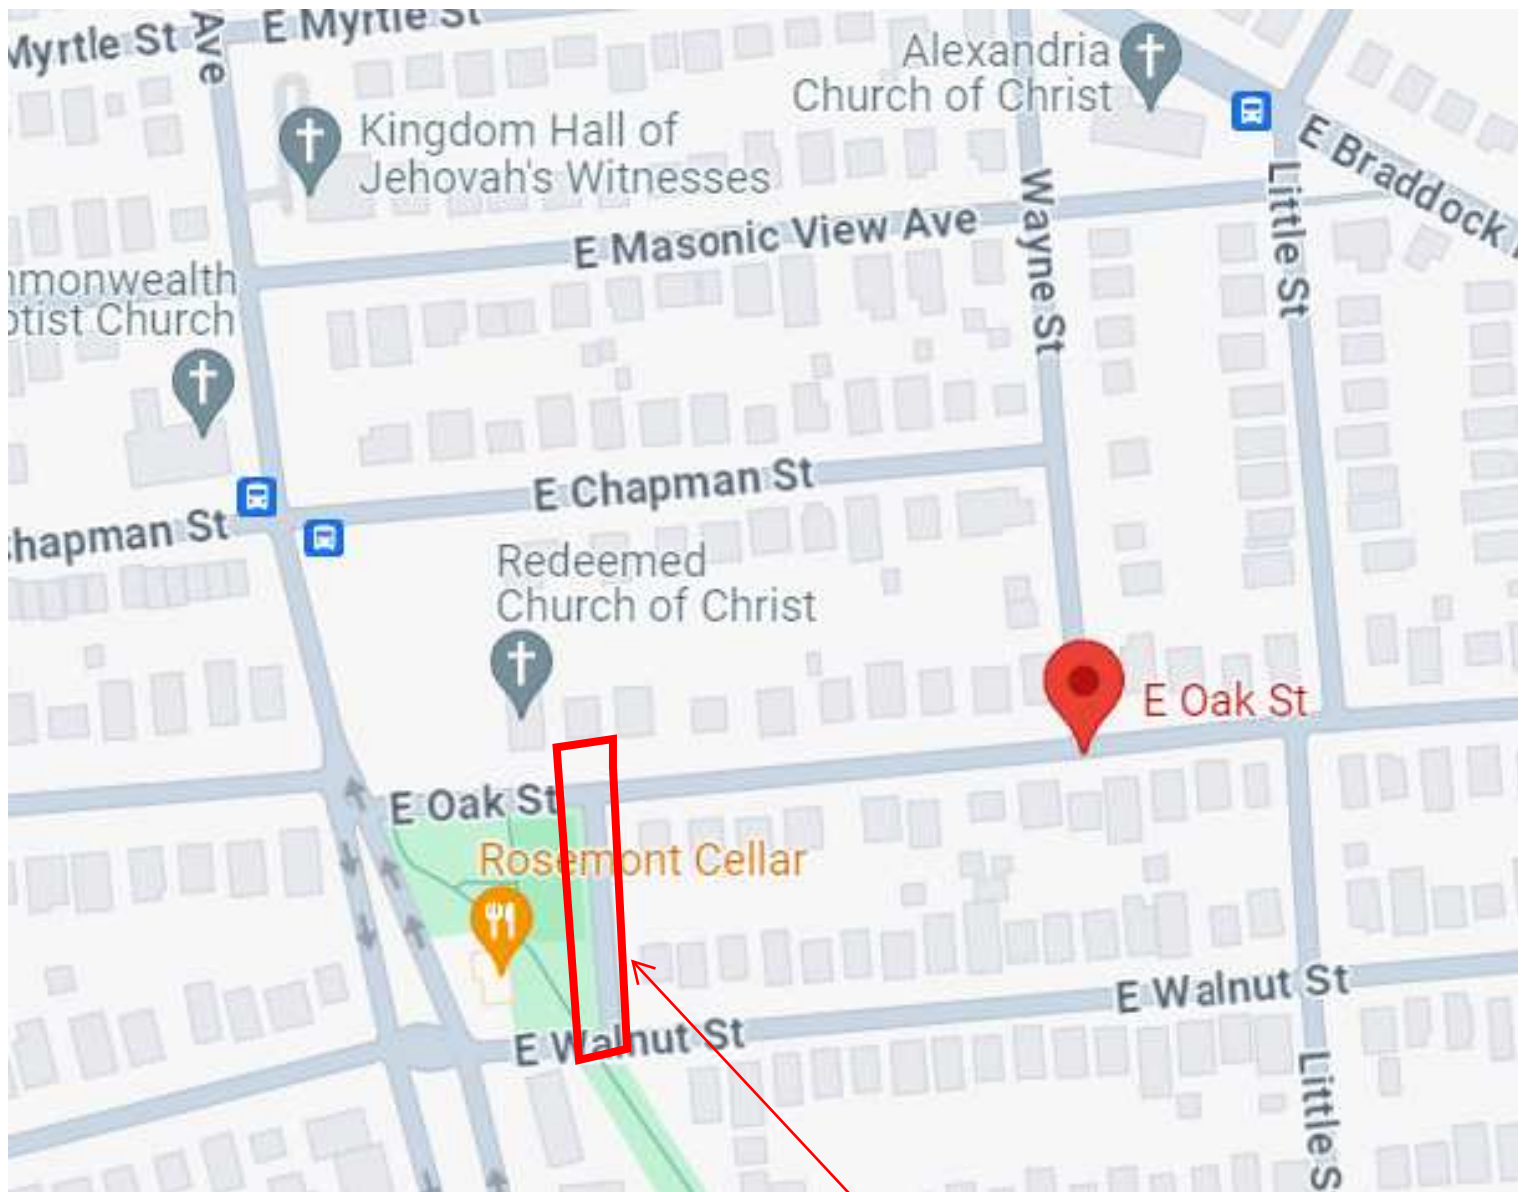 E Myrtle St
Myrtle St
Ave
Alexandria
Church of Christ
Kingdom Hall of
Jehovah's Witnesses
E Braddock
Wayne St
Little St
E Masonic View Ave
mmonwealth
ptist Church
E Chapman St
hapman St
Redeemed
Church of Christ
E Oak St
E Oak St
Rosemont Cellar
E Walnut St
E Walnut St
Little S